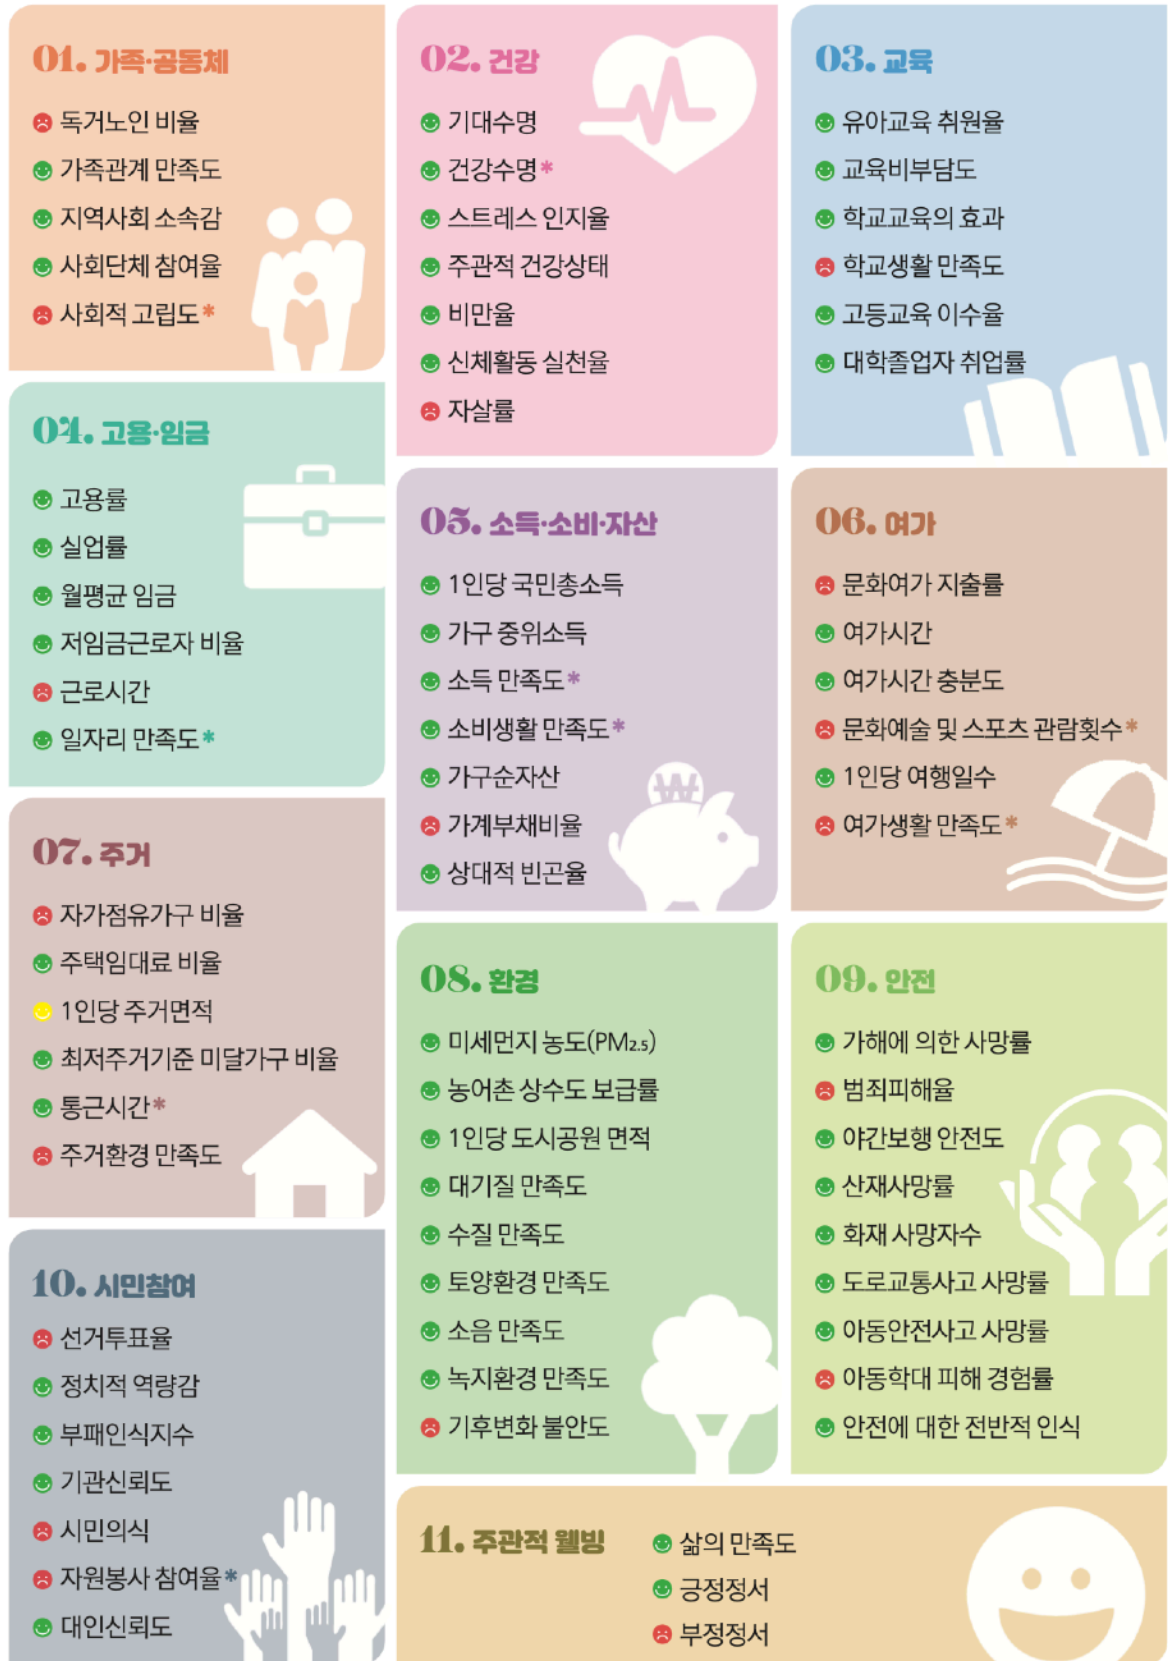 01. 가족·공동체
독거노인 비율
가족관계 만족도
지역사회 소속감
사회단체 참여율
사회적 고립도*
02. 건강
기대수명
건강수명*
스트레스 인지율
주관적 건강상태
비만율
신체활동 실천율
자살률
03. 교육
유아교육 취원율
교육비부담도
학교교육의 효과
학교생활 만족도
고등교육 이수율
대학졸업자 취업률
04. 고용·임금
고용률
실업률
월평균 임금
저임금근로자 비율
근로시간
일자리 만족도*
05. 소득·소비·자산
1인당 국민총소득
가구 중위소득
소득 만족도*
소비생활 만족도*
가구순자산
가계부채비율
상대적 빈곤율
₩
06. 여가
문화여가 지출률
여가시간
여가시간 충분도
문화예술 및 스포츠 관람횟수*
1인당 여행일수
여가생활 만족도*
07. 주거
자가점유가구 비율
주택임대료 비율
1인당 주거면적
최저주거기준 미달가구 비율
통근시간*
주거환경 만족도
08. 환경
미세먼지 농도(PM2.5)
농어촌 상수도 보급률
1인당 도시공원 면적
대기질 만족도
수질 만족도
토양환경 만족도
소음 만족도
녹지환경 만족도
기후변화 불안도
09. 안전
가해에 의한 사망률
범죄피해율
야간보행 안전도
산재사망률
화재 사망자수
도로교통사고 사망률
아동안전사고 사망률
아동학대 피해 경험률
안전에 대한 전반적 인식
10. 시민참여
선거투표율
정치적 역량감
부패인식지수
기관신뢰도
시민의식
자원봉사 참여율*
대인신뢰도
11. 주관적 웰빙
삶의 만족도
긍정정서
부정정서